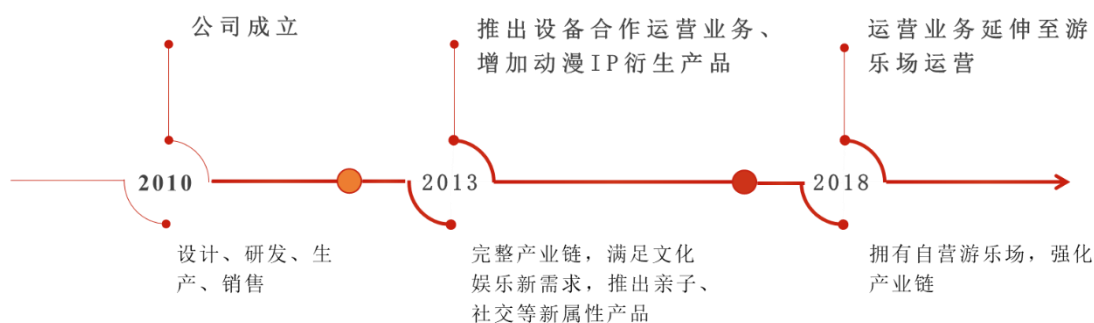 公司成立
推出设备合作运营业务、
增加动漫IP衍生产品
运营业务延伸至游
乐场运营
2010
2013
2018
设计、研发、生
产、销售
完整产业链，满足文化
娱乐新需求，推出亲子、
社交等新属性产品
拥有自营游乐场，强化
产业链